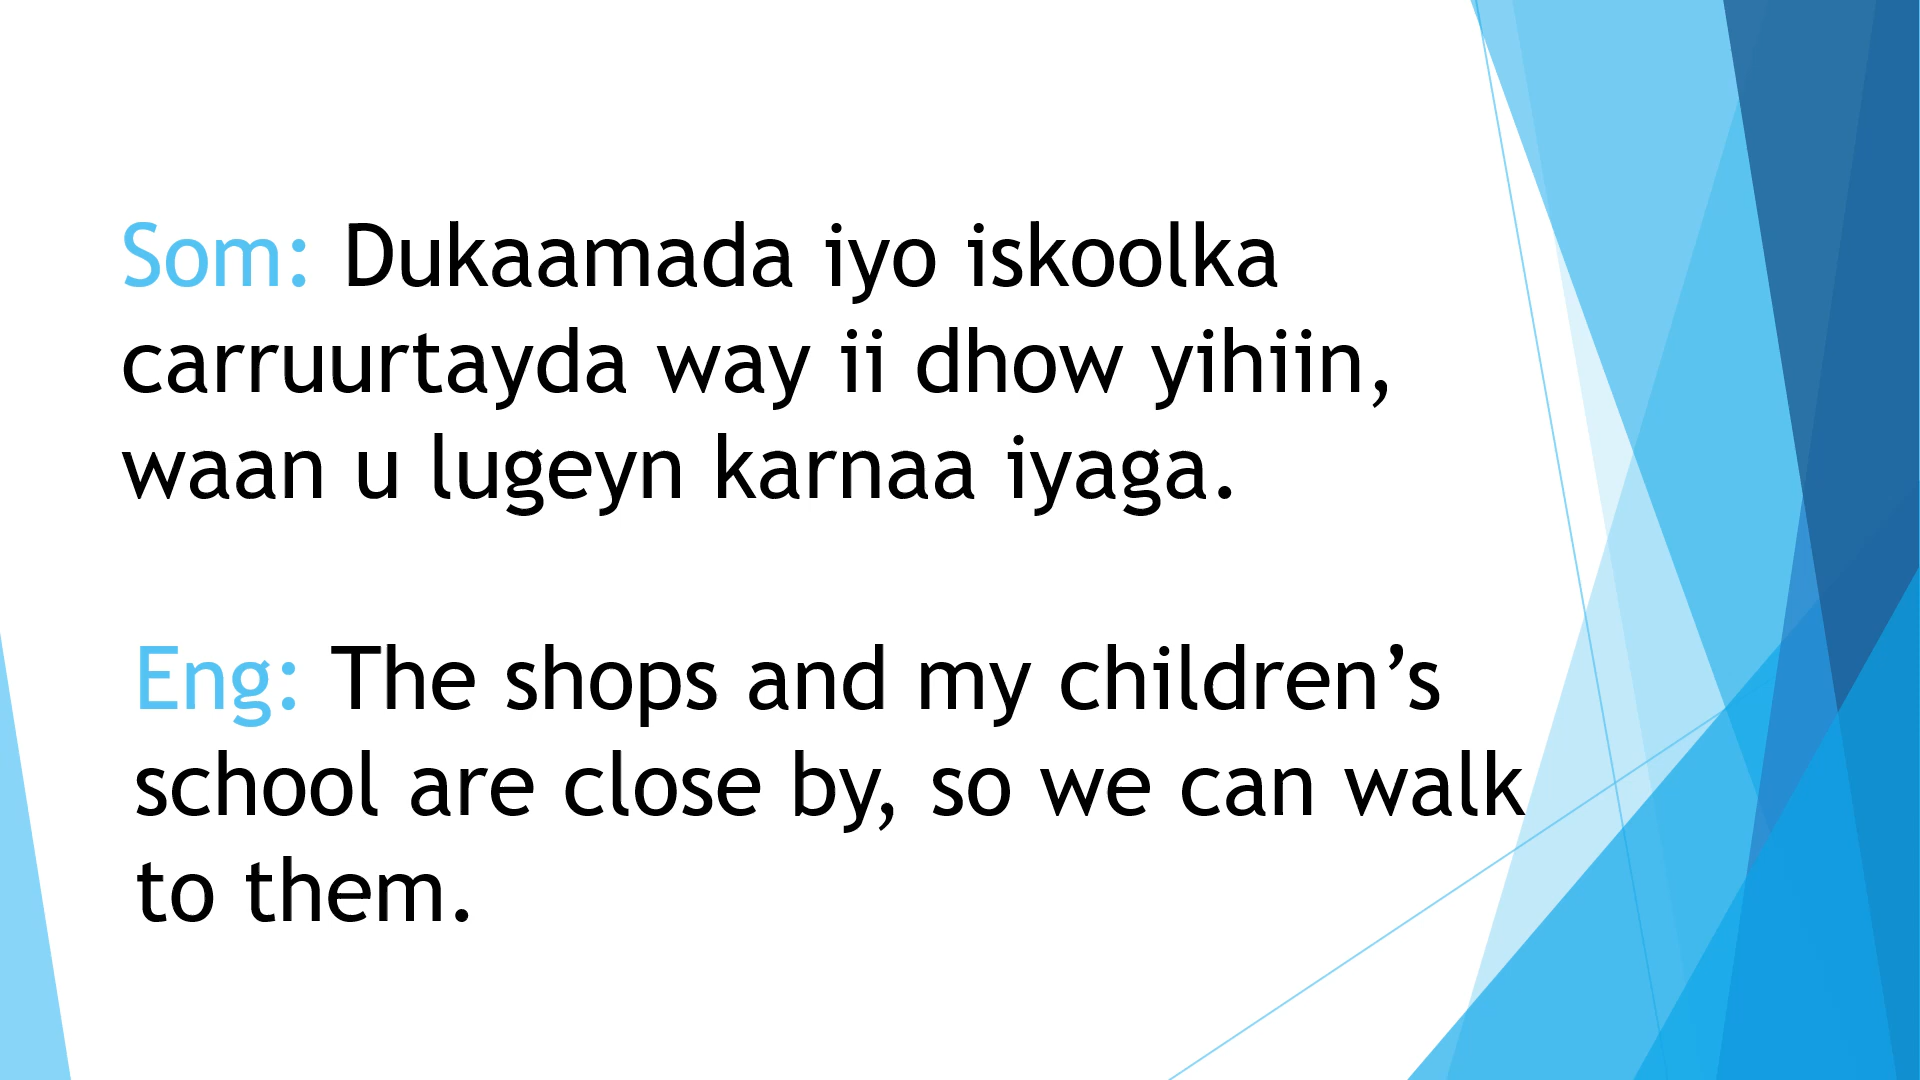 Som: Dukaamada iyo iskoolka
carruurtayda way ii dhow yihiin,
waan u lugeyn karnaa iyaga.
Eng: The shops and my children’s
school are close by, so we can walk
to them.